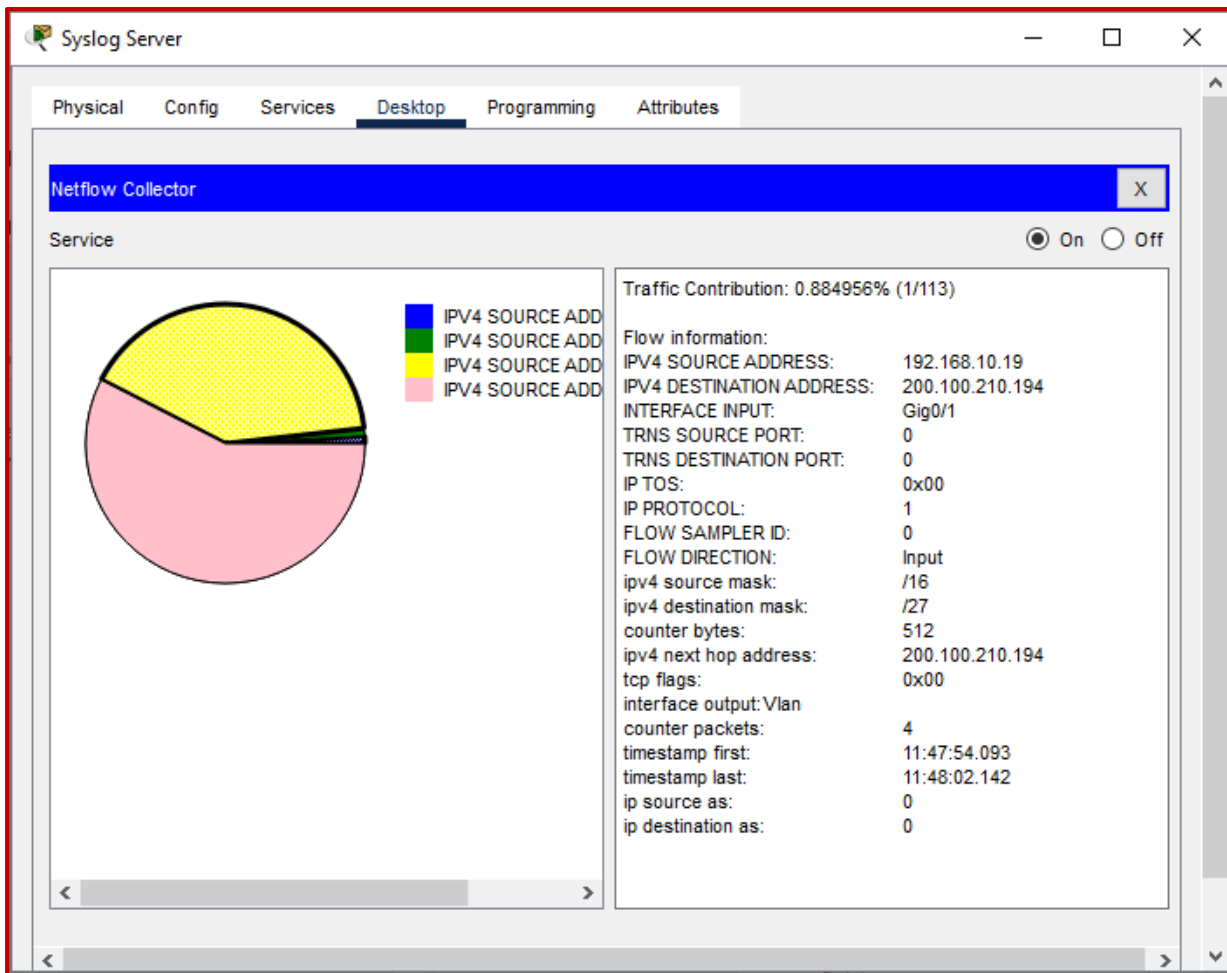 Syslog Server
Physical Config Services Desktop Programming Attributes
Netflow Collector X
Service On Off
IPV4 SOURCE ADD
IPV4 SOURCE ADD
IPV4 SOURCE ADD
IPV4 SOURCE ADD
Traffic Contribution: 0.884956% (1/113)
Flow information:
IPV4 SOURCE ADDRESS: 192.168.10.19
IPV4 DESTINATION ADDRESS: 200.100.210.194
INTERFACE INPUT: Gig0/1
TRNS SOURCE PORT: 0
TRNS DESTINATION PORT: 0
IP TOS: 0x00
IP PROTOCOL: 1
FLOW SAMPLER ID: 0
FLOW DIRECTION: Input
ipv4 source mask: /16
ipv4 destination mask: /27
counter bytes: 512
ipv4 next hop address: 200.100.210.194
tcp flags: 0x00
interface output: Vlan
counter packets: 4
timestamp first: 11:47:54.093
timestamp last: 11:48:02.142
ip source as: 0
ip destination as: 0